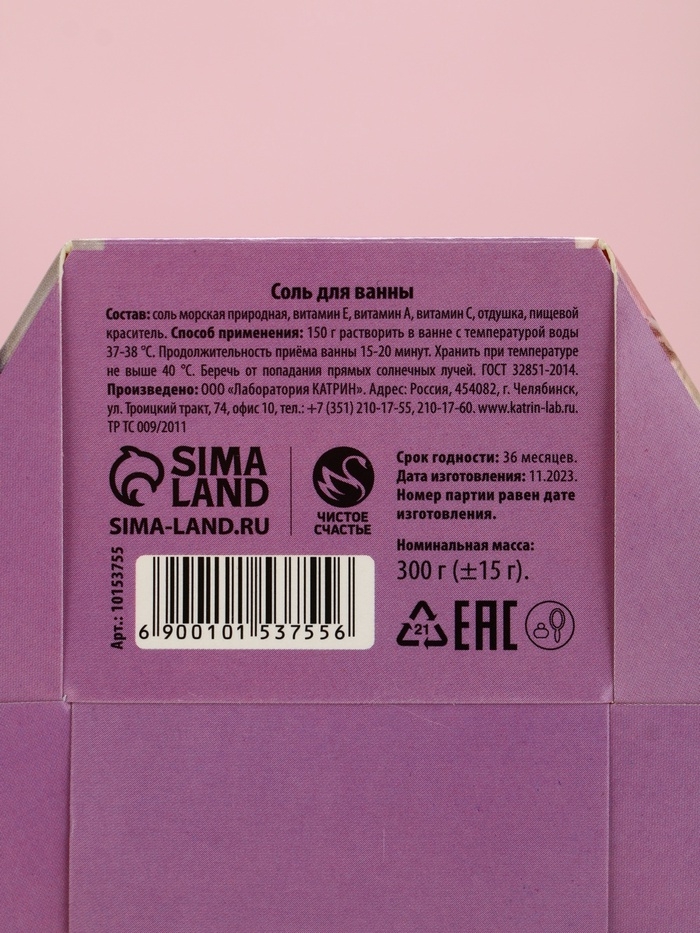 Соль для ванны
Состав: соль морская природная, витамин Е, витамин А, витамин С, отдушка, пищевой
краситель. Способ применения: 150 г растворить в ванне с температурой воды
37-38 °С. Продолжительность приёма ванны 15-20 минут. Хранить при температуре
не выше 40 °С. Беречь от попадания прямых солнечных лучей. ГОСТ 32851-2014.
Произведено: ООО «Лаборатория КАТРИН». Адрес: Россия, 454082, г. Челябинск,
ул. Троицкий тракт, 74, офис 10, тел.: +7 (351) 210-17-55, 210-17-60. www.katrin-lab.ru.
ТР ТС 009/2011
SIMA
LAND
SIMA-LAND.RU
ЧИСТОЕ
СЧАСТЬЕ
Срок годности: 36 месяцев.
Дата изготовления: 11.2023.
Номер партии равен дате
изготовления.
Номинальная масса:
300 г (±15 г).
Арт.: 10153755
6 900101 537556
21
EAC